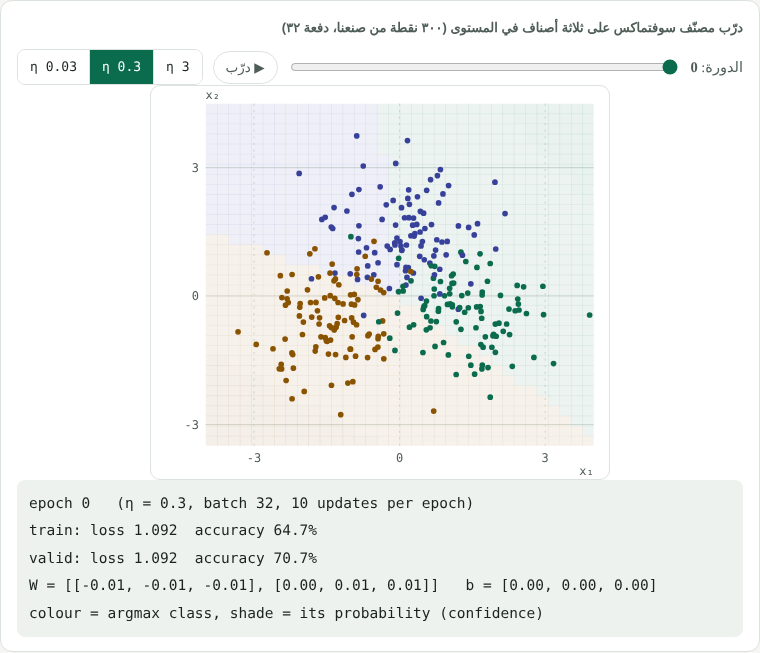 درّب مصنّف سوفتماكس على ثلاثة أصناف في المستوى (٣٠٠ نقطة من صنعنا، دفعة ٣٢)
الدورة: 0
▶ درّب
η 0.03 η 0.3 η 3
x₂
3
0
-3
-3 0 3
x₁
epoch 0 (η = 0.3, batch 32, 10 updates per epoch)
train: loss 1.092 accuracy 64.7%
valid: loss 1.092 accuracy 70.7%
W = [[-0.01, -0.01, -0.01], [0.00, 0.01, 0.01]] b = [0.00, 0.00, 0.00]
colour = argmax class, shade = its probability (confidence)